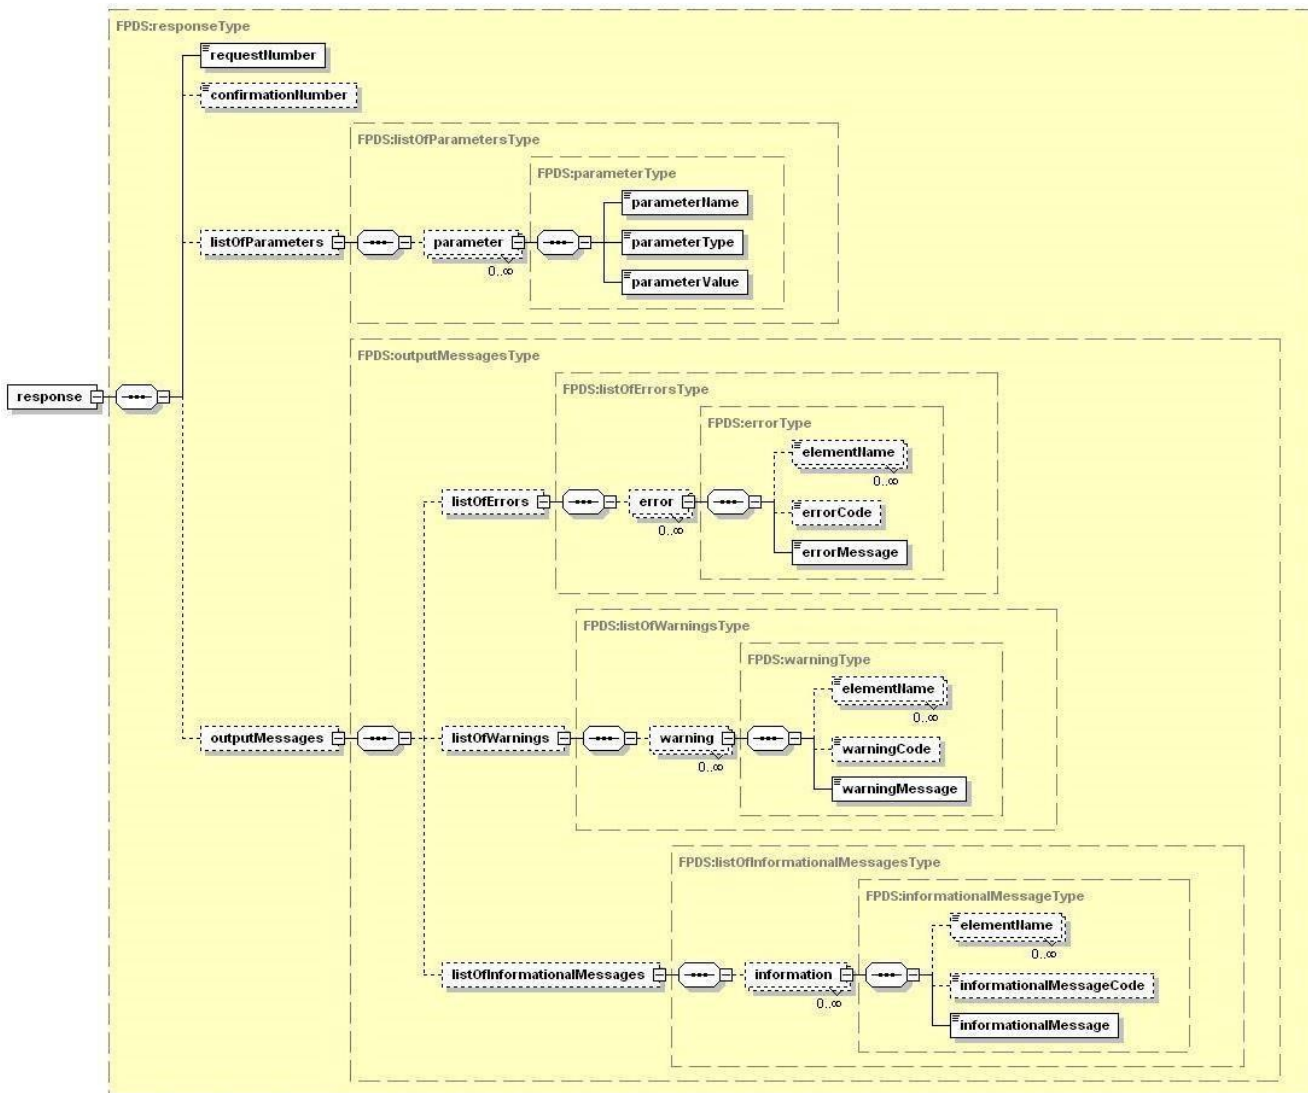 FPDS:responseType
requestNumber
confirmationNumber
FPDS:listOfParametersType
FPDS:parameterType
parameterName
listOfParameters
parameter
parameterType
0..∞
parameterValue
FPDS:outputMessagesType
response
FPDS:listOfErrorsType
FPDS:errorType
elementName
0..∞
listOfErrors
error
errorCode
0..∞
errorMessage
FPDS:listOfWarningsType
FPDS:warningType
elementName
0..∞
outputMessages
listOfWarnings
warning
warningCode
0..∞
warningMessage
FPDS:listOfInformationalMessagesType
FPDS:informationalMessageType
elementName
0..∞
listOfInformationalMessages
information
informationalMessageCode
0..∞
informationalMessage